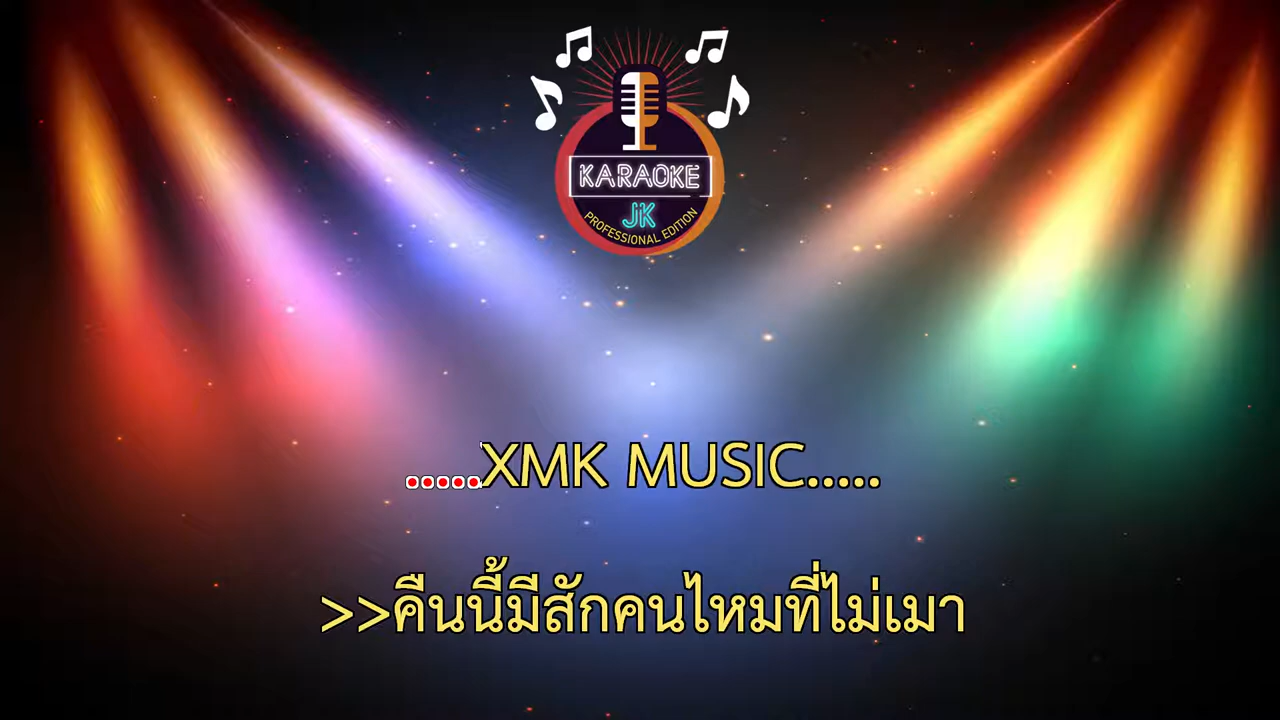 KARAOKE
JK
PROFESSIONAL EDITION
.....XMK MUSIC.....
>>คืนนี้มีสักคนไหมที่ไม่เมา